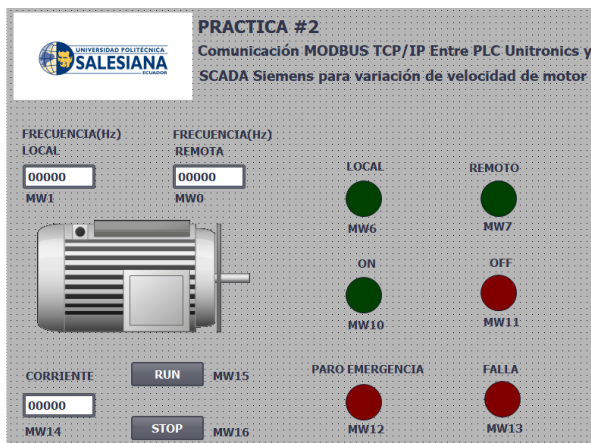 PRACTICA #2
UNIVERSIDAD POLITÉCNICA
SALESIANA
ECUADOR
Comunicación MODBUS TCP/IP Entre PLC Unitronics y
SCADA Siemens para variación de velocidad de motor
FRECUENCIA(Hz)
LOCAL
00000
MW1
FRECUENCIA(Hz)
REMOTA
00000
MW0
LOCAL
MW6
REMOTO
MW7
ON
MW10
OFF
MW11
CORRIENTE
00000
MW14
RUN
MW15
STOP
MW16
PARO EMERGENCIA
MW12
FALLA
MW13